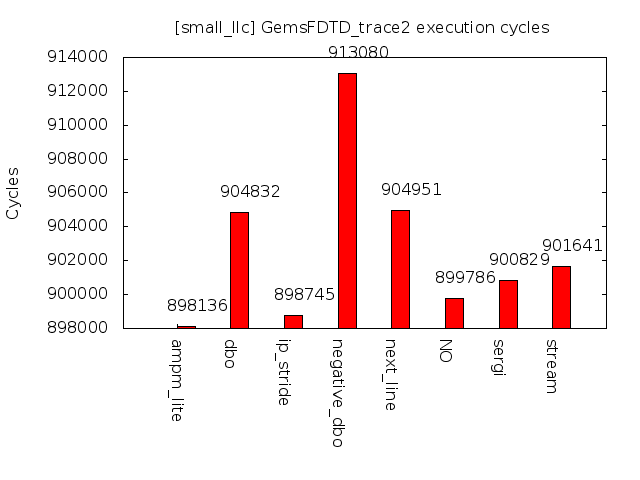 [small_llc] GemsFDTD_trace2 execution cycles
Cycles
914000
912000
910000
908000
906000
904000
902000
900000
898000
898136
904832
898745
913080
904951
899786
900829
901641
ampm_lite
dbo
ip_stride
negative_dbo
next_line
NO
sergi
stream